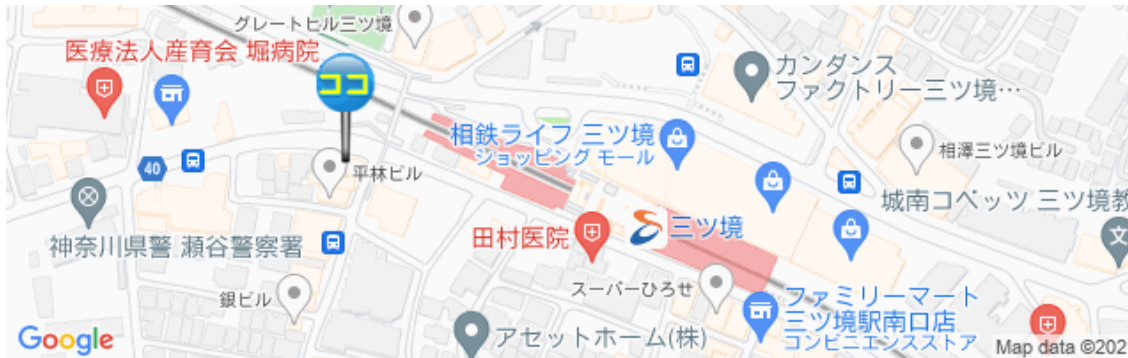 グレートヒル三ツ境
医療法人産育会 堀病院
ココ
カンダンス
ファクトリー三ツ境…
相鉄ライフ 三ツ境
ショッピング モール
相澤三ツ境ビル
40
平林ビル
城南コベッツ 三ツ境教
文
三ツ境
田村医院
神奈川県警 瀬谷警察署
銀ビル
スーパーひろせ
ファミリーマート
三ツ境駅南口店
コンビニエンスストア
アセットホーム(株)
Google
Map data ©202